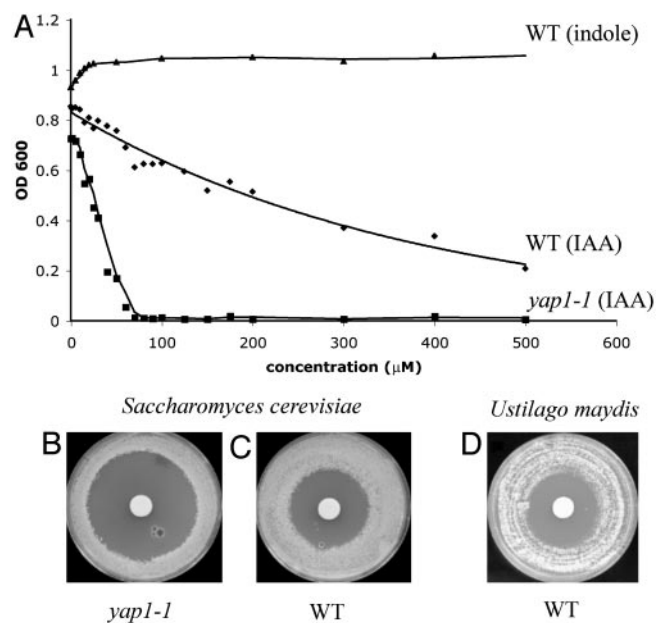 A
OD 600
1.2
1
0.8
0.6
0.4
0.2
0
0 100 200 300 400 500 600
concentration (μM)
WT (indole)
WT (IAA)
yap1-1 (IAA)
Saccharomyces cerevisiae
Ustilago maydis
B
C
D
yap1-1
WT
WT